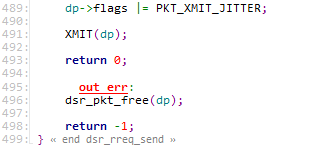 489: dp->flags |= PKT_XMIT_JITTER;
490:
491: XMIT(dp);
492:
493: return 0;
494:
495: out_err:
496: dsr_pkt_free(dp);
497:
498: return -1;
499: } « end dsr_rreq_send »